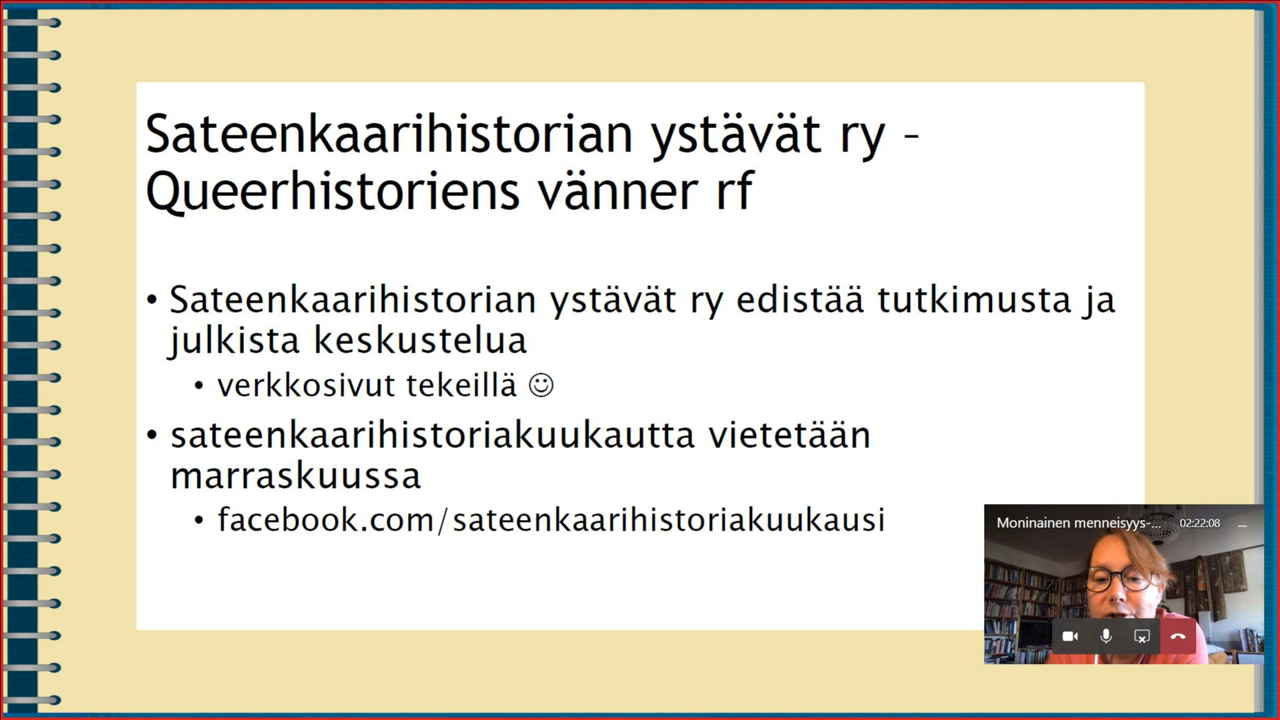 Sateenkaarihistorian ystävät ry –
Queerhistoriens vänner rf
• Sateenkaarihistorian ystävät ry edistää tutkimusta ja
julkista keskustelua
• verkkosivut tekeillä ☺
• sateenkaarihistoriakuukautta vietetään
marraskuussa
• facebook.com/sateenkaarihistoriakuukausi
Moninainen menneisyys-... 02:22:08